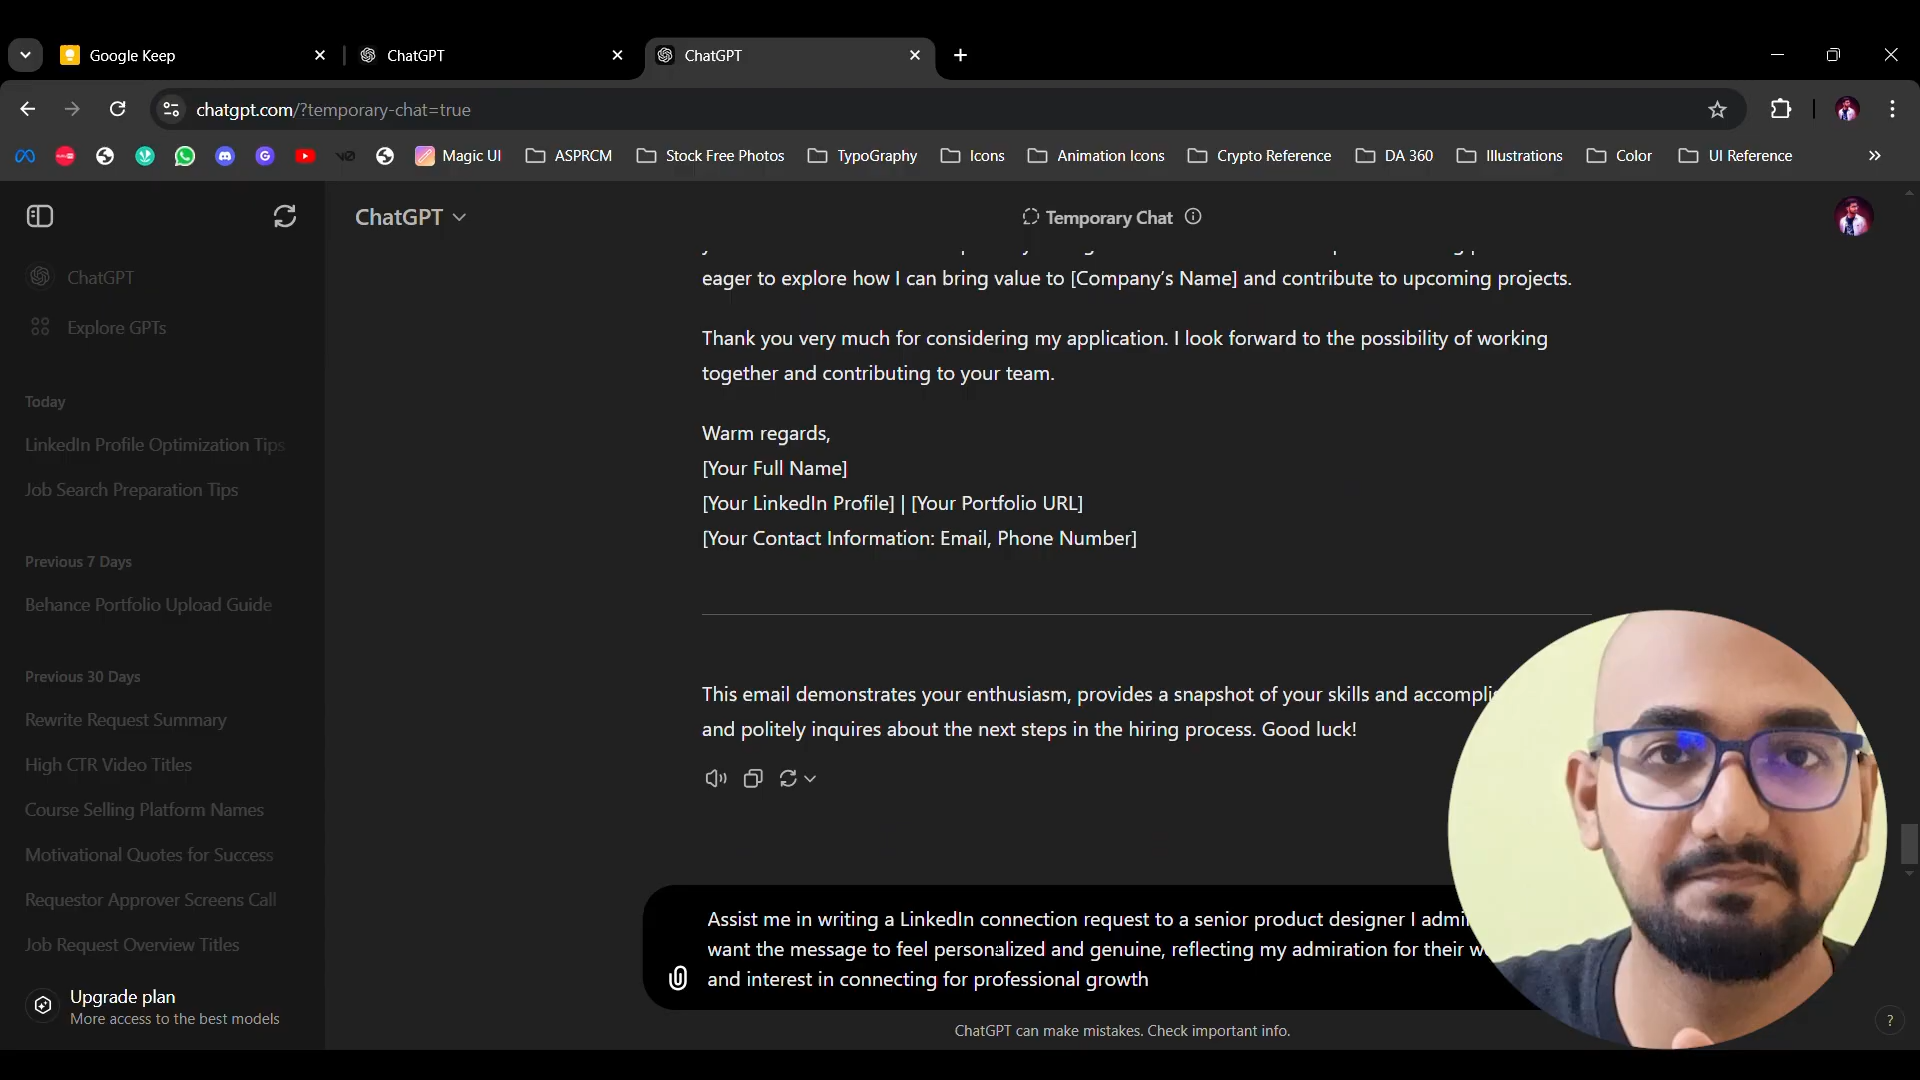 Google Keep
ChatGPT
ChatGPT
chatgpt.com/?temporary-chat=true
Magic UI
ASPRCM
Stock Free Photos
TypoGraphy
Icons
Animation Icons
Crypto Reference
DA 360
Illustrations
Color
UI Reference
ChatGPT
Temporary Chat
ChatGPT
Explore GPTs
Today
LinkedIn Profile Optimization Tips
Job Search Preparation Tips
Previous 7 Days
Behance Portfolio Upload Guide
Previous 30 Days
Rewrite Request Summary
High CTR Video Titles
Course Selling Platform Names
Motivational Quotes for Success
Requestor Approver Screens Call
Job Request Overview Titles
Upgrade plan
More access to the best models
eager to explore how I can bring value to [Company’s Name] and contribute to upcoming projects.
Thank you very much for considering my application. I look forward to the possibility of working
together and contributing to your team.
Warm regards,
[Your Full Name]
[Your LinkedIn Profile] | [Your Portfolio URL]
[Your Contact Information: Email, Phone Number]
This email demonstrates your enthusiasm, provides a snapshot of your skills and
and politely inquires about the next steps in the hiring process. Good luck!
Assist me in writing a LinkedIn connection request to a senior product designer I
want the message to feel personalized and genuine, reflecting my admiration for their
and interest in connecting for professional growth
ChatGPT can make mistakes. Check important info.
?